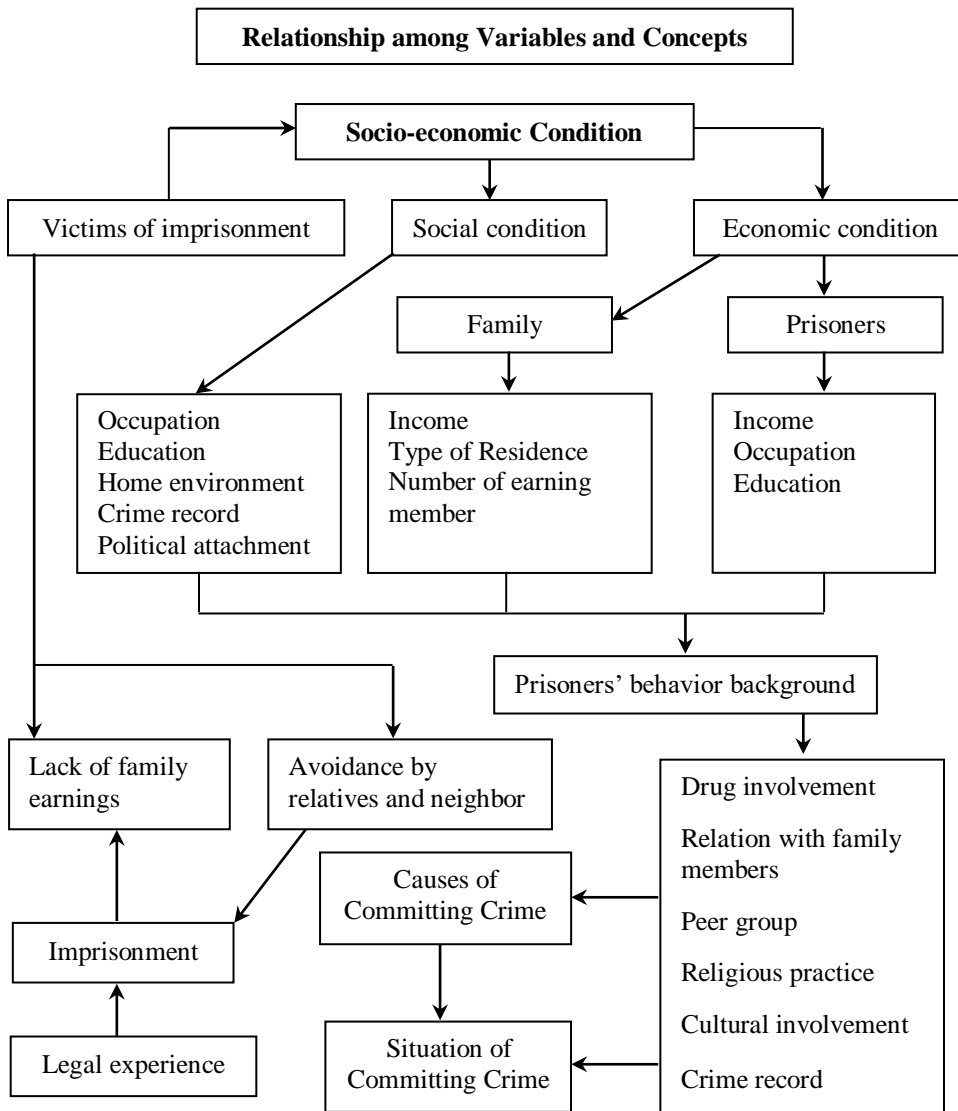 Relationship among Variables and Concepts
Socio-economic Condition
Victims of imprisonment
Social condition
Economic condition
Family
Prisoners
Occupation
Education
Home environment
Crime record
Political attachment
Income
Type of Residence
Number of earning
member
Income
Occupation
Education
Prisoners’ behavior background
Lack of family
earnings
Avoidance by
relatives and neighbor
Drug involvement
Relation with family
members
Peer group
Religious practice
Cultural involvement
Crime record
Causes of
Committing Crime
Imprisonment
Situation of
Committing Crime
Legal experience